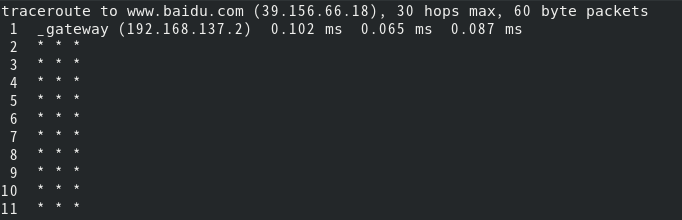 traceroute to www.baidu.com (39.156.66.18), 30 hops max, 60 byte packets
 1  _gateway (192.168.137.2)  0.102 ms  0.065 ms  0.087 ms
 2  * * *
 3  * * *
 4  * * *
 5  * * *
 6  * * *
 7  * * *
 8  * * *
 9  * * *
10  * * *
11  * * *